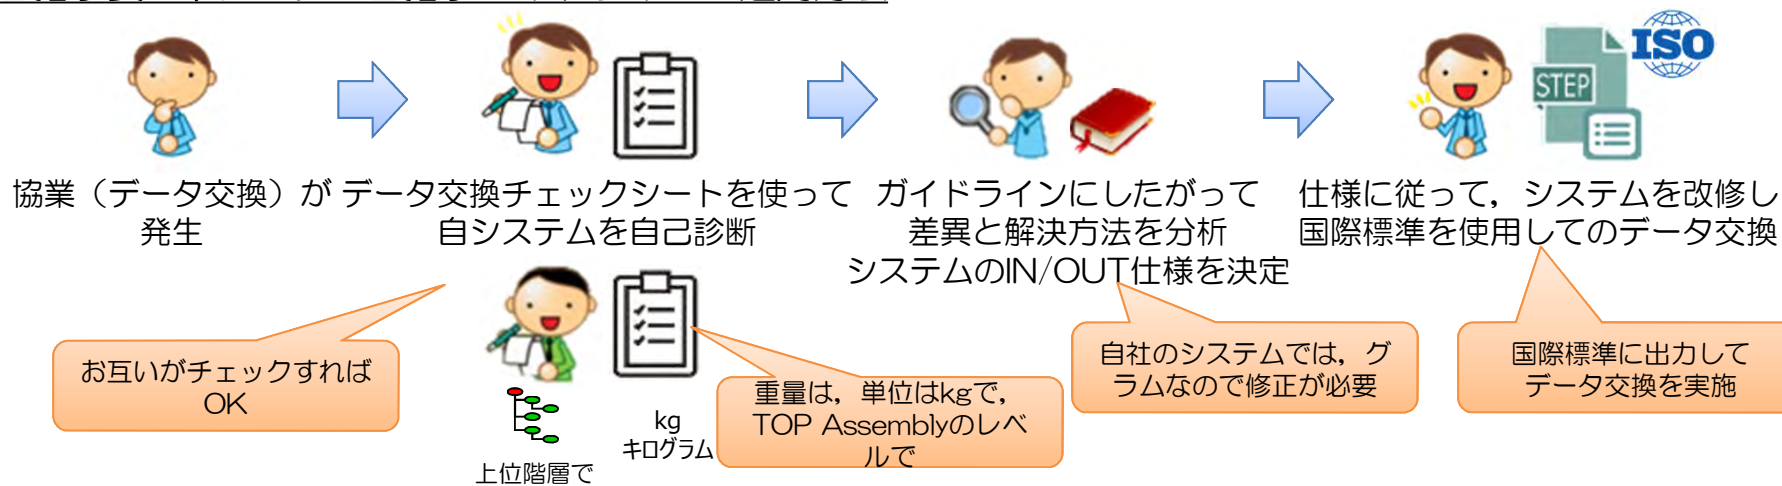 協業（データ交換）が
発生
データ交換チェックシートを使って
自システムを自己診断
ガイドラインにしたがって
差異と解決方法を分析
システムのIN/OUT仕様を決定
STEP
ISO
仕様に従って，システムを改修し
国際標準を使用してのデータ交換
お互いがチェックすれば
OK
上位階層で
kg
キログラム
重量は，単位はkgで，
TOP Assemblyのレベ
ルで
自社のシステムでは，グ
ラムなので修正が必要
国際標準に出力して
データ交換を実施